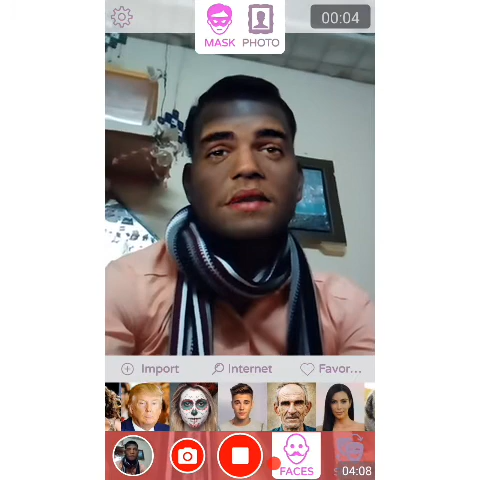 00:04
MASK PHOTO
Import Internet Favor...
FACES
04:08